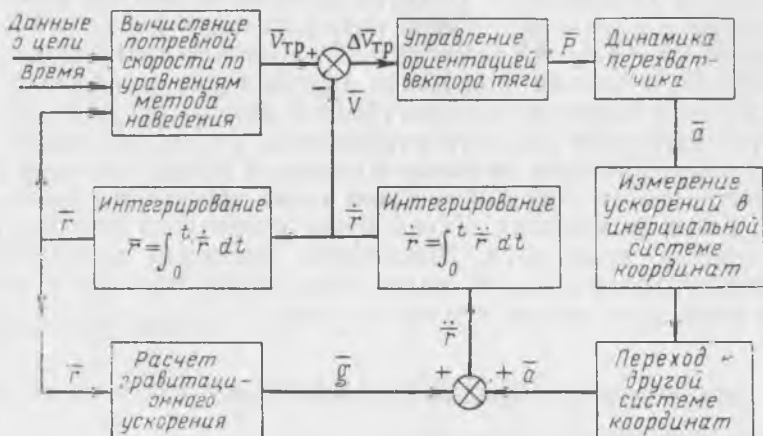 Данные
о цели
Время
Вычисление
потребной
скорости по
уравнениям
метода
наведения
V̄тр +
−
ΔV̄тр
V̄
Управление
ориентацией
вектора тяги
P̄
Динамика
перехват-
чика
ā
Интегрирование
r̄ = ∫₀ᵗ ṙ̄ dt
r̄
ṙ̄
Интегрирование
ṙ̄ = ∫₀ᵗ r̈̄ dt
Измерение
ускорений в
инерциальной
системе
координат
r̈̄
r̄
Расчет
гравитаци-
онного
ускорения
ḡ
+
+
ā
Переход к
другой
системе
координат